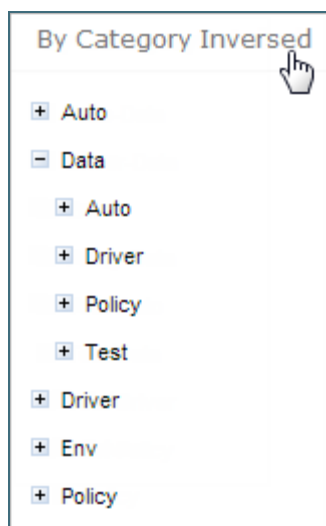 By Category Inversed
Auto
Data
Auto
Driver
Policy
Test
Driver
Env
Policy